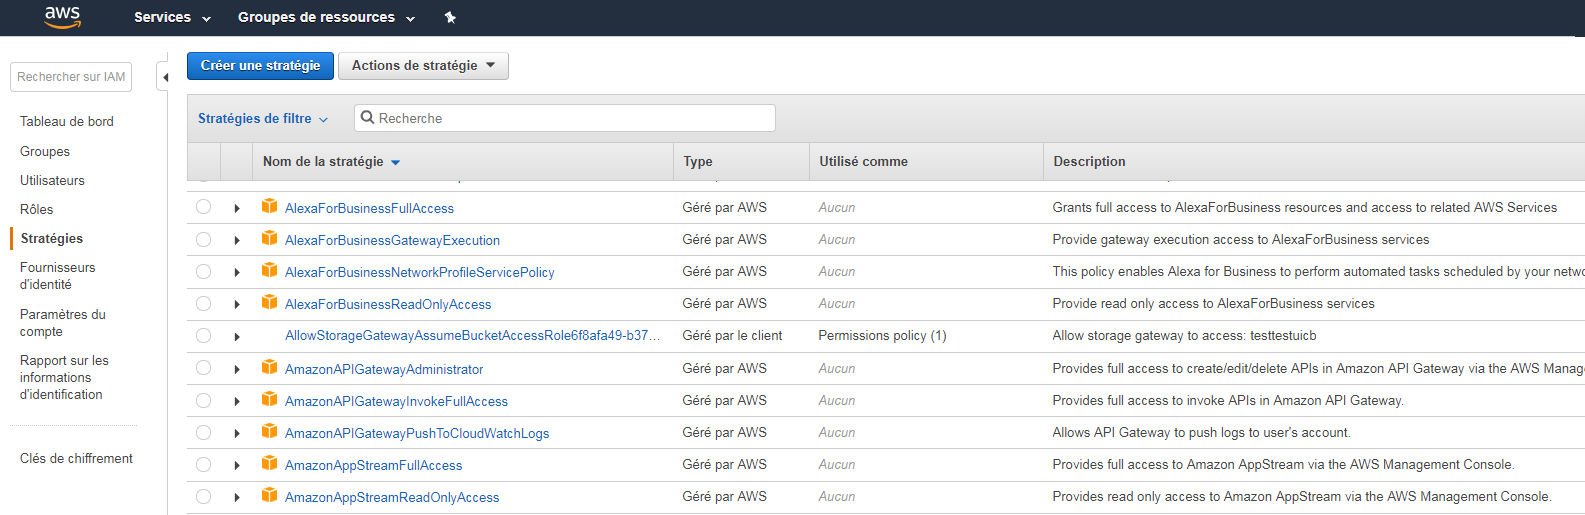 aws Services Groupes de ressources
Rechercher sur IAM
Tableau de bord
Groupes
Utilisateurs
Rôles
Stratégies
Fournisseurs
d'identité
Paramètres du
compte
Rapport sur les
informations
d'identification
Clés de chiffrement
Créer une stratégie Actions de stratégie
Stratégies de filtre Recherche
Nom de la stratégie Type Utilisé comme Description
AlexaForBusinessFullAccess Géré par AWS Aucun Grants full access to AlexaForBusiness resources and access to related AWS Services
AlexaForBusinessGatewayExecution Géré par AWS Aucun Provide gateway execution access to AlexaForBusiness services
AlexaForBusinessNetworkProfileServicePolicy Géré par AWS Aucun This policy enables Alexa for Business to perform automated tasks scheduled by your netwo
AlexaForBusinessReadOnlyAccess Géré par AWS Aucun Provide read only access to AlexaForBusiness services
AllowStorageGatewayAssumeBucketAccessRole6f8afa49-b37... Géré par le client Permissions policy (1) Allow storage gateway to access: testtestuicb
AmazonAPIGatewayAdministrator Géré par AWS Aucun Provides full access to create/edit/delete APIs in Amazon API Gateway via the AWS Manag
AmazonAPIGatewayInvokeFullAccess Géré par AWS Aucun Provides full access to invoke APIs in Amazon API Gateway.
AmazonAPIGatewayPushToCloudWatchLogs Géré par AWS Aucun Allows API Gateway to push logs to user's account.
AmazonAppStreamFullAccess Géré par AWS Aucun Provides full access to Amazon AppStream via the AWS Management Console.
AmazonAppStreamReadOnlyAccess Géré par AWS Aucun Provides read only access to Amazon AppStream via the AWS Management Console.